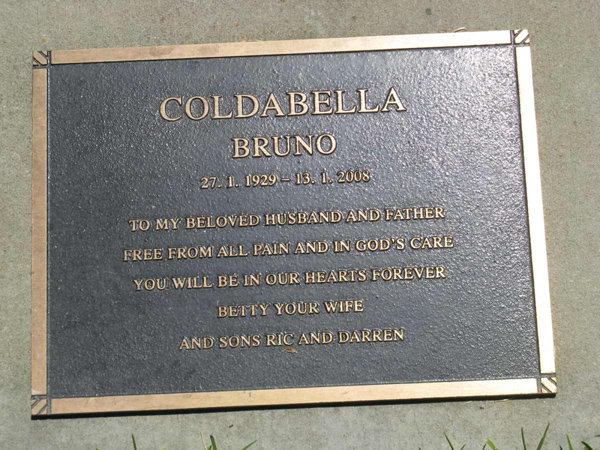 COLDABELLA
BRUNO
27. 1. 1929 – 13. 1. 2008
TO MY BELOVED HUSBAND AND FATHER
FREE FROM ALL PAIN AND IN GOD'S CARE
YOU WILL BE IN OUR HEARTS FOREVER
BETTY YOUR WIFE
AND SONS RIC AND DARREN